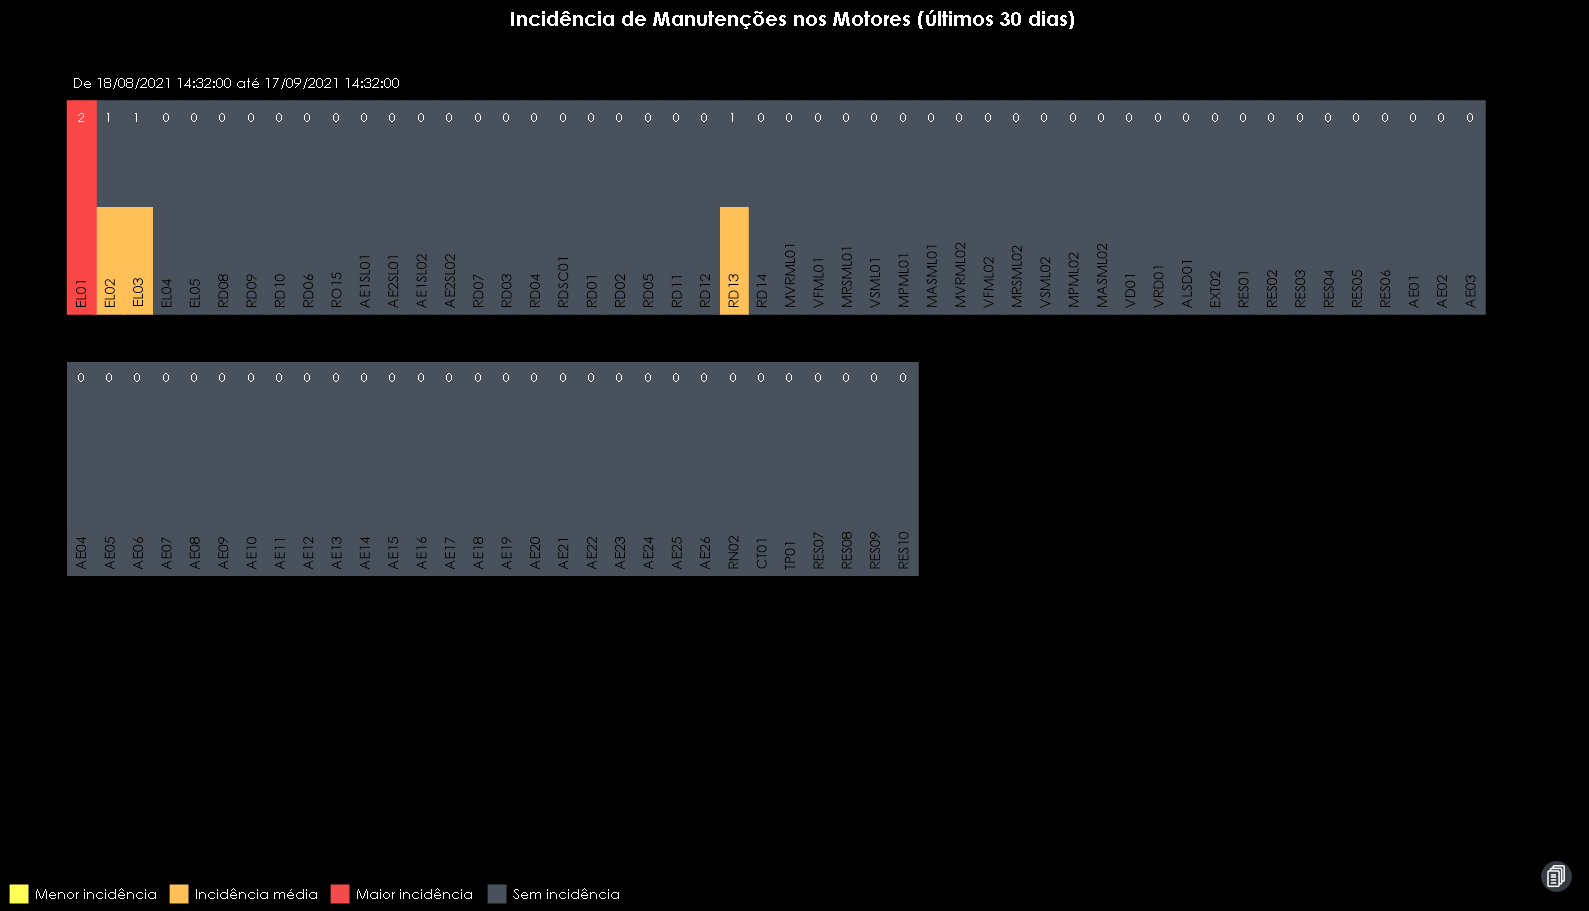 Incidência de Manutenções nos Motores (últimos 30 dias)
De 18/08/2021 14:32:00 até 17/09/2021 14:32:00
2 1 1 0 0 0 0 0 0 0 0 0 0 0 0 0 0 0 0 0 0 0 0 1 0 0 0 0 0 0 0 0 0 0 0 0 0 0 0 0 0 0 0 0 0 0 0 0 0 0
EL01 EL02 EL03 EL04 EL05 RD08 RD09 RD10 RD06 RO15 AE1SL01 AE2SL01 AE1SL02 AE2SL02 RD07 RD03 RD04 RDSC01 RD01 RD02 RD05 RD11 RD12 RD13 RD14 MVRML01 VFML01 MRSML01 VSML01 MPML01 MASML01 MVRML02 VFML02 MRSML02 VSML02 MPML02 MASML02 VD01 VRD01 ALSD01 EXT02 RES01 RES02 RES03 RES04 RES05 RES06 AE01 AE02 AE03
0 0 0 0 0 0 0 0 0 0 0 0 0 0 0 0 0 0 0 0 0 0 0 0 0 0 0 0 0 0
AE04 AE05 AE06 AE07 AE08 AE09 AE10 AE11 AE12 AE13 AE14 AE15 AE16 AE17 AE18 AE19 AE20 AE21 AE22 AE23 AE24 AE25 AE26 RN02 CT01 TP01 RES07 RES08 RES09 RES10
Menor incidência Incidência média Maior incidência Sem incidência